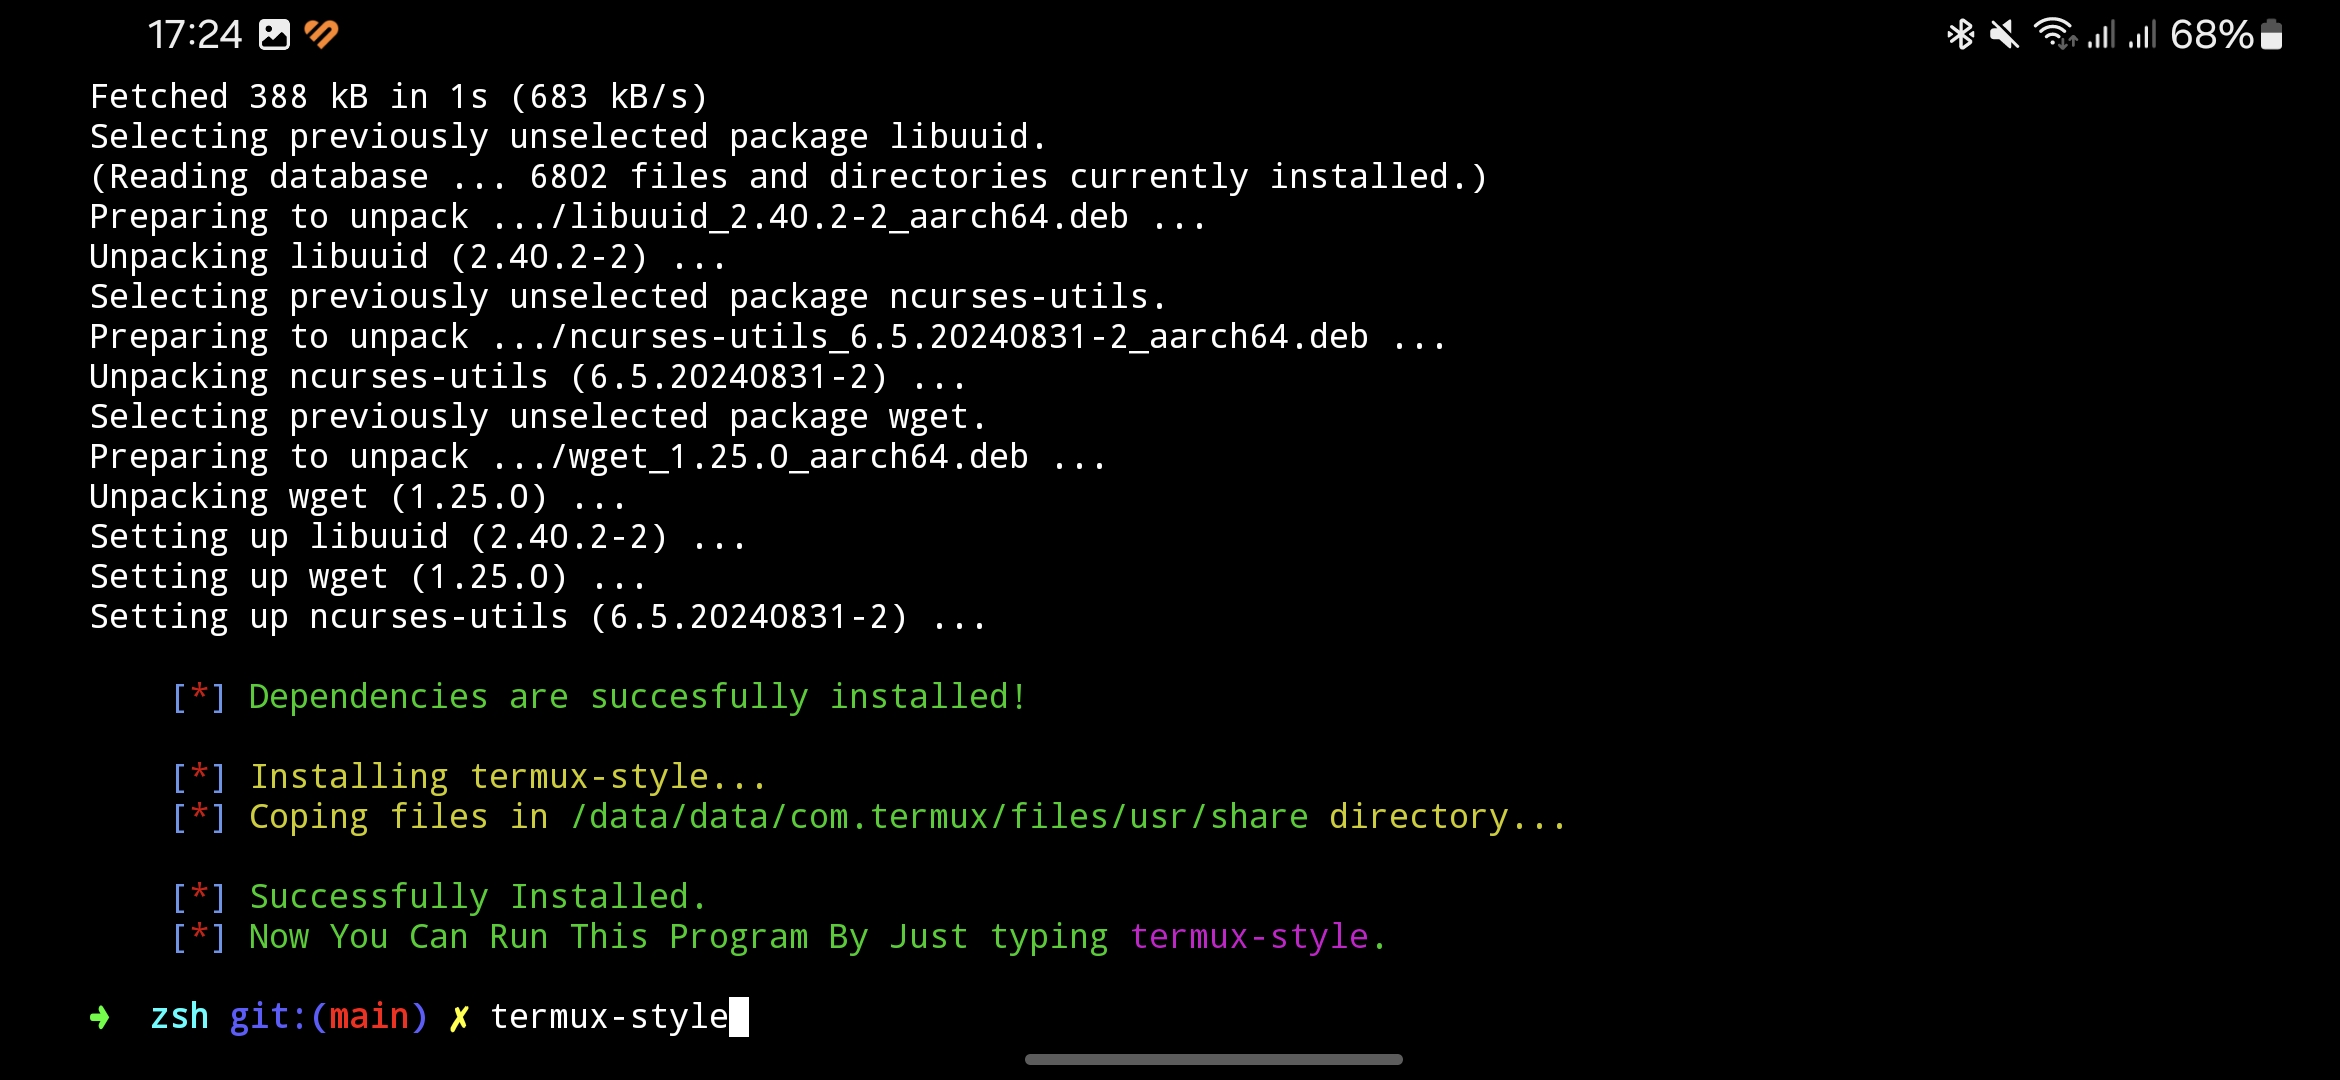 17:24 68%
Fetched 388 kB in 1s (683 kB/s)
Selecting previously unselected package libuuid.
(Reading database ... 6802 files and directories currently installed.)
Preparing to unpack .../libuuid_2.40.2-2_aarch64.deb ...
Unpacking libuuid (2.40.2-2) ...
Selecting previously unselected package ncurses-utils.
Preparing to unpack .../ncurses-utils_6.5.20240831-2_aarch64.deb ...
Unpacking ncurses-utils (6.5.20240831-2) ...
Selecting previously unselected package wget.
Preparing to unpack .../wget_1.25.0_aarch64.deb ...
Unpacking wget (1.25.0) ...
Setting up libuuid (2.40.2-2) ...
Setting up wget (1.25.0) ...
Setting up ncurses-utils (6.5.20240831-2) ...
[*] Dependencies are succesfully installed!
[*] Installing termux-style...
[*] Coping files in /data/data/com.termux/files/usr/share directory...
[*] Successfully Installed.
[*] Now You Can Run This Program By Just typing termux-style.
➜ zsh git:(main) ✗ termux-style